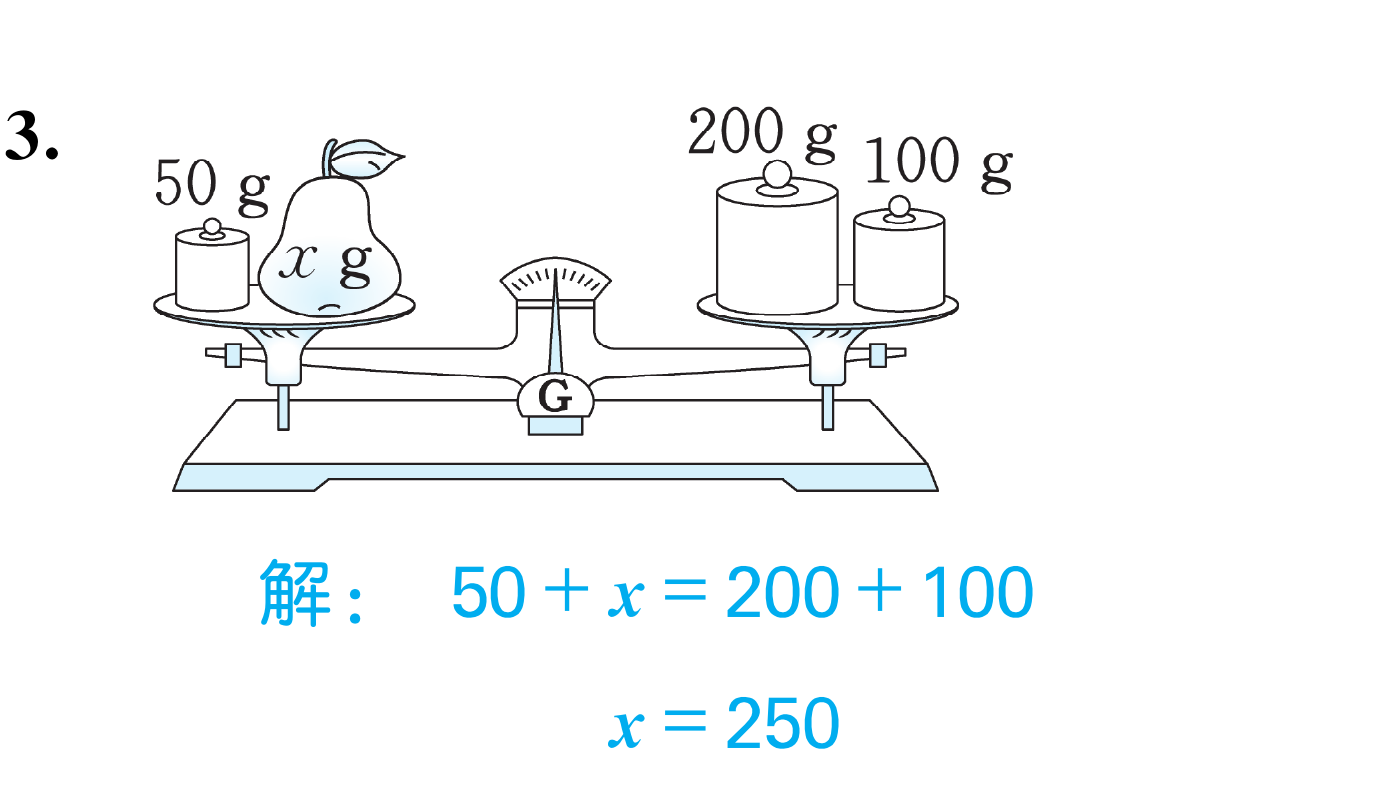 3.
50 g
x g
200 g
100 g
G
解： 50 + x = 200 + 100
x = 250